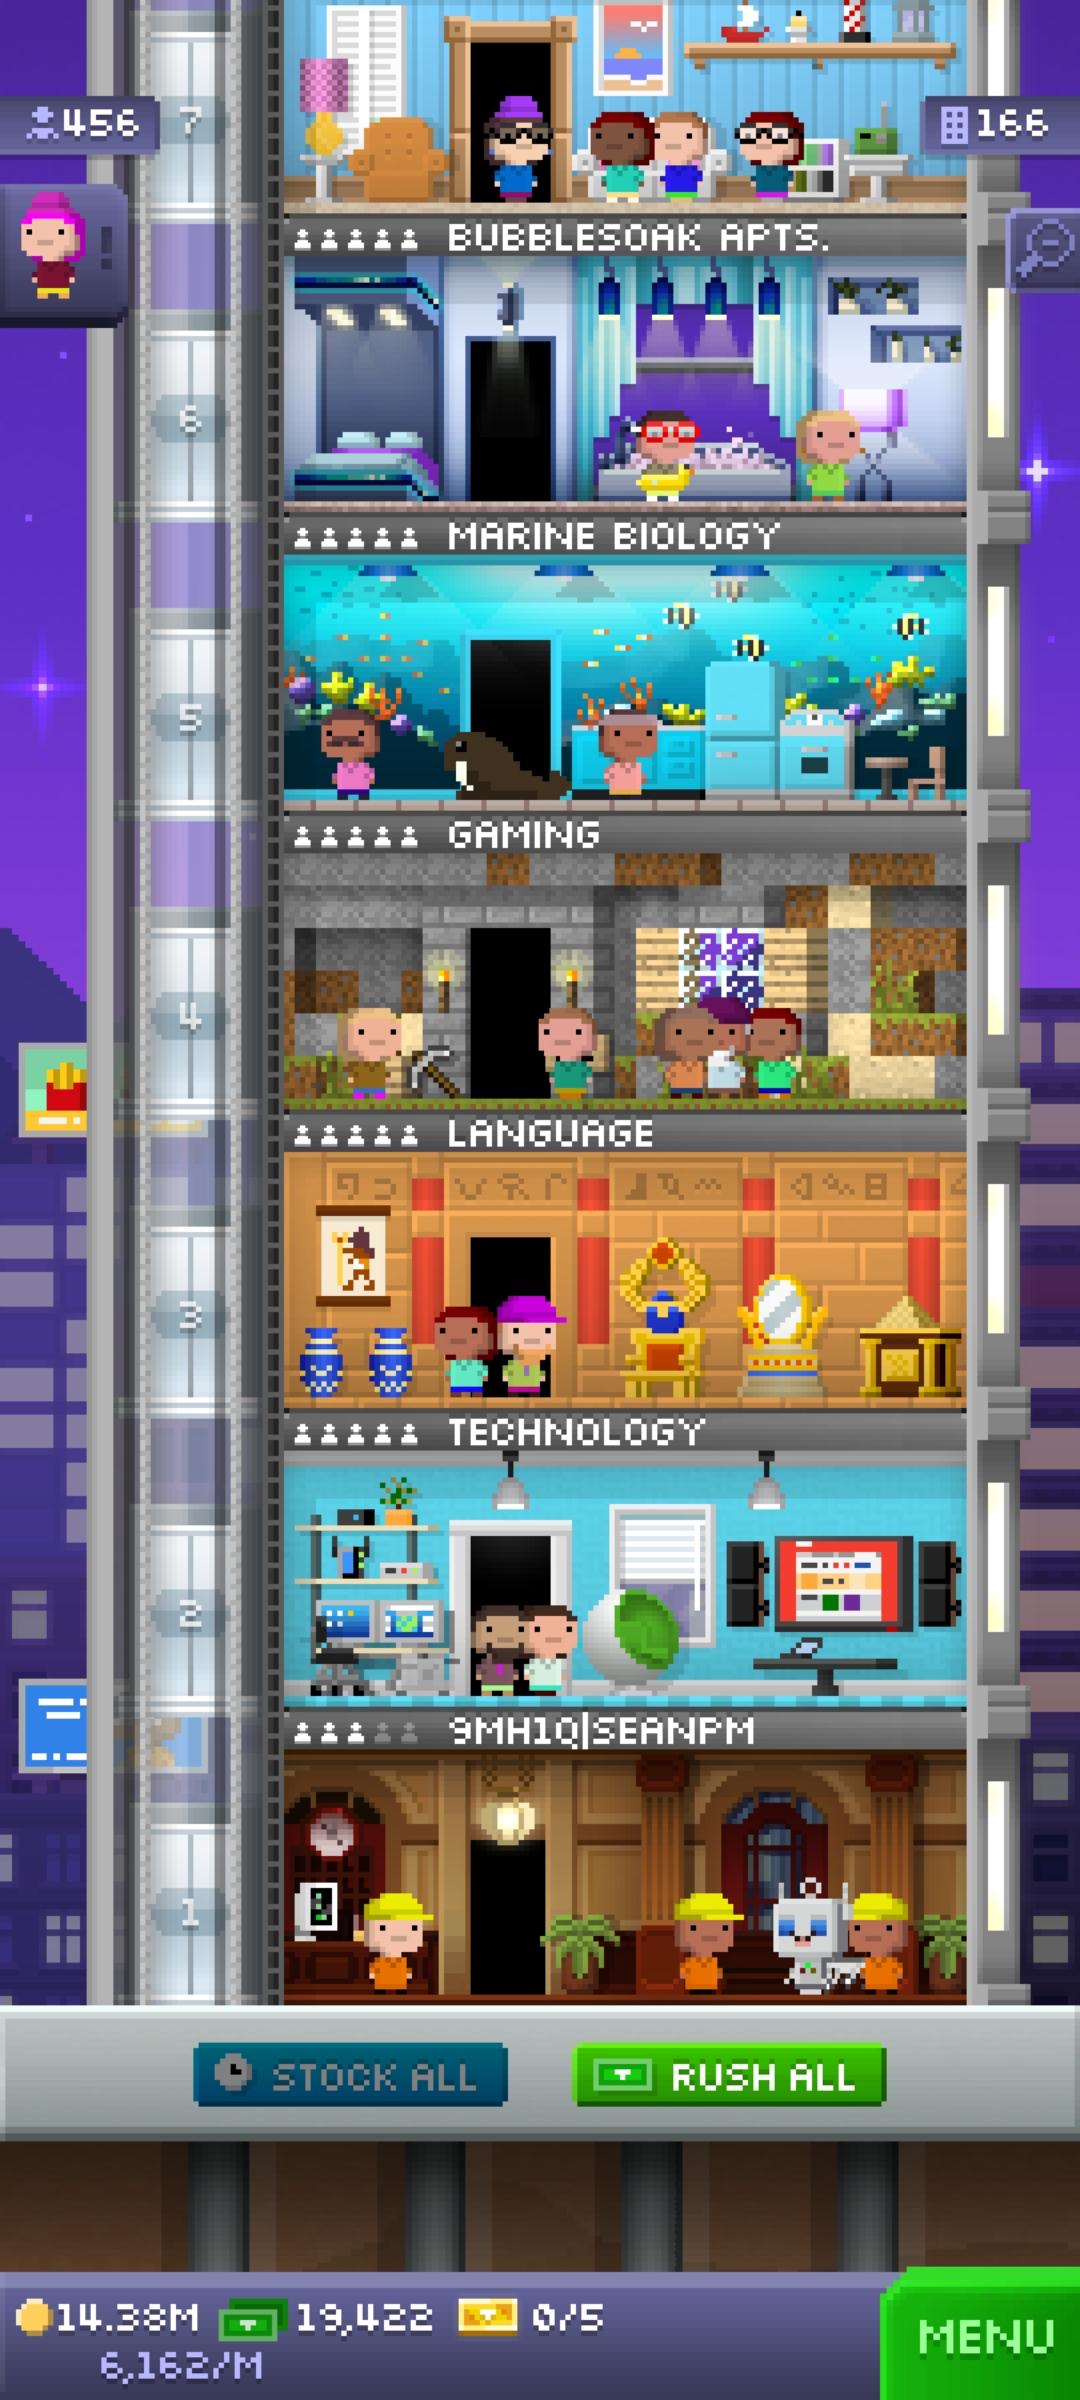 456
7
166
!
BUBBLESOAK APTS.
6
MARINE BIOLOGY
5
GAMING
4
LANGUAGE
3
TECHNOLOGY
2
9MH1Q|SEANPM
1
STOCK ALL
RUSH ALL
14.38M
19,422
0/5
6,162/M
MENU